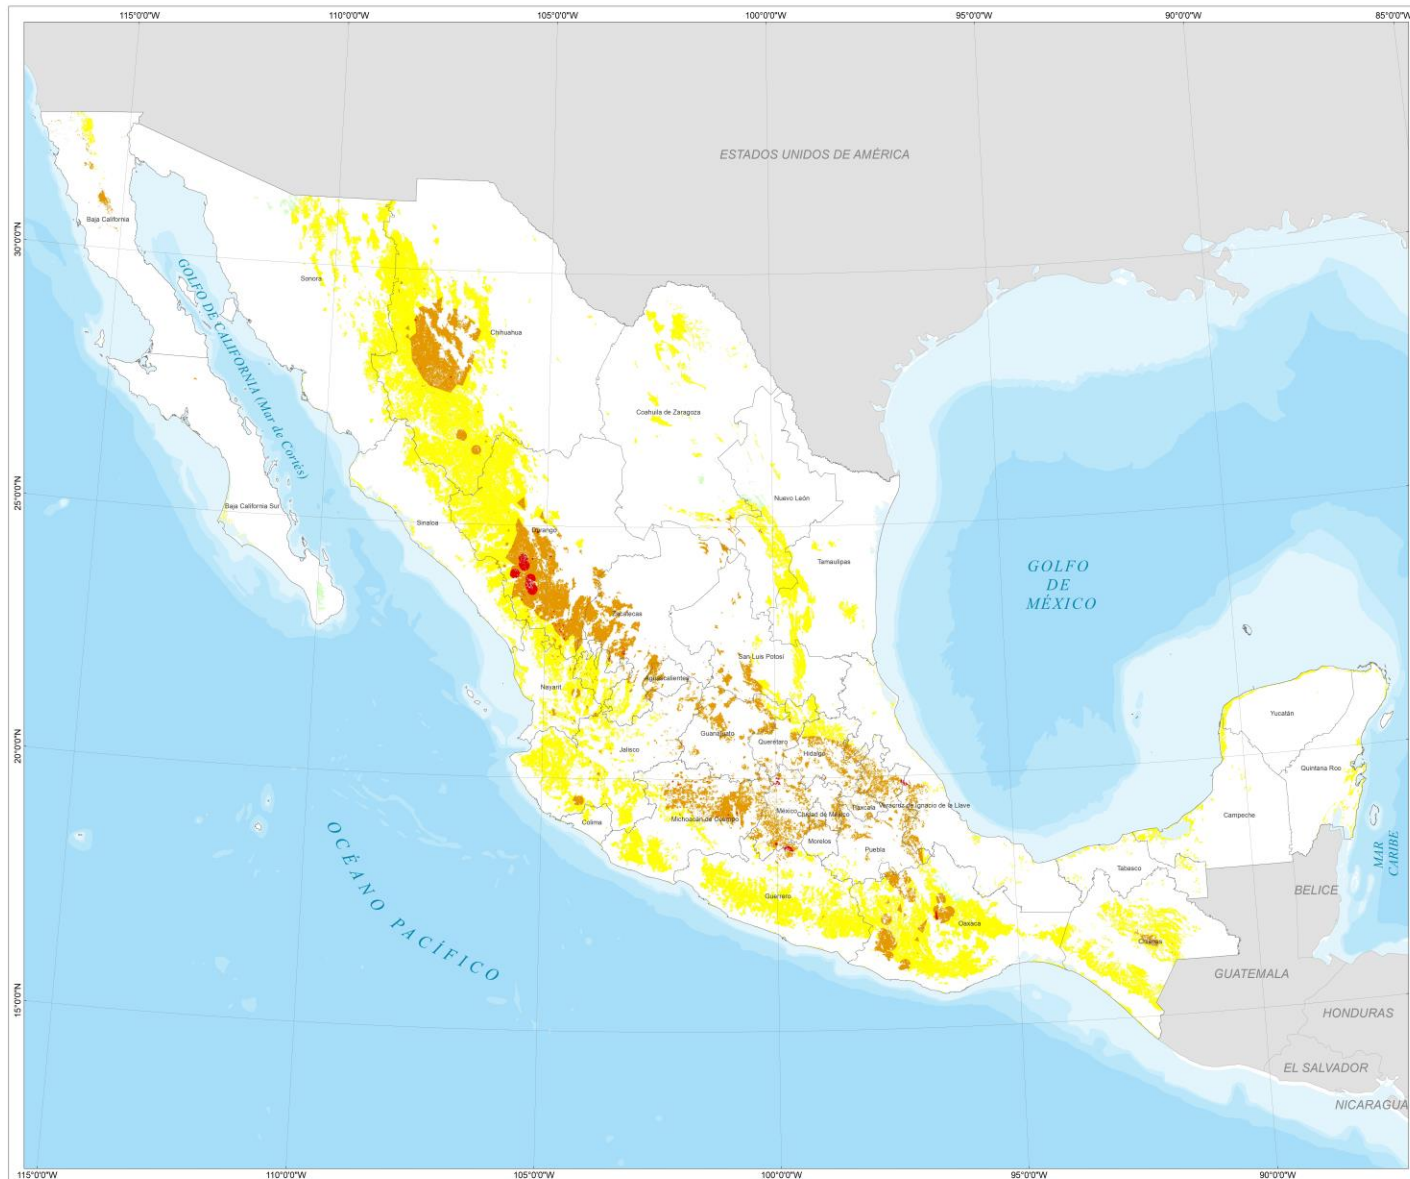 115°0'0"W 110°0'0"W 105°0'0"W 100°0'0"W 95°0'0"W 90°0'0"W 85°0'0"W
ESTADOS UNIDOS DE AMÉRICA
30°0'0"N
Baja California
Sonora
GOLFO DE CALIFORNIA (Mar de Cortés)
Chihuahua
Coahuila de Zaragoza
25°0'0"N
Nuevo León
Baja California Sur
Sinaloa
Durango
Tamaulipas
GOLFO
DE
MÉXICO
Zacatecas
San Luis Potosí
Aguascalientes
Nayarit
Yucatán
20°0'0"N
Guanajuato
Querétaro
Jalisco
Hidalgo
Quintana Roo
Tlaxcala
Veracruz de Ignacio de la Llave
México
Ciudad de México
Michoacán de Ocampo
Campeche
Colima
Morelos
Puebla
MAR
CARIBE
Tabasco
BELICE
Guerrero
OCÉANO PACÍFICO
Oaxaca
Chiapas
GUATEMALA
15°0'0"N
HONDURAS
EL SALVADOR
NICARAGUA
115°0'0"W 110°0'0"W 105°0'0"W 100°0'0"W 95°0'0"W 90°0'0"W